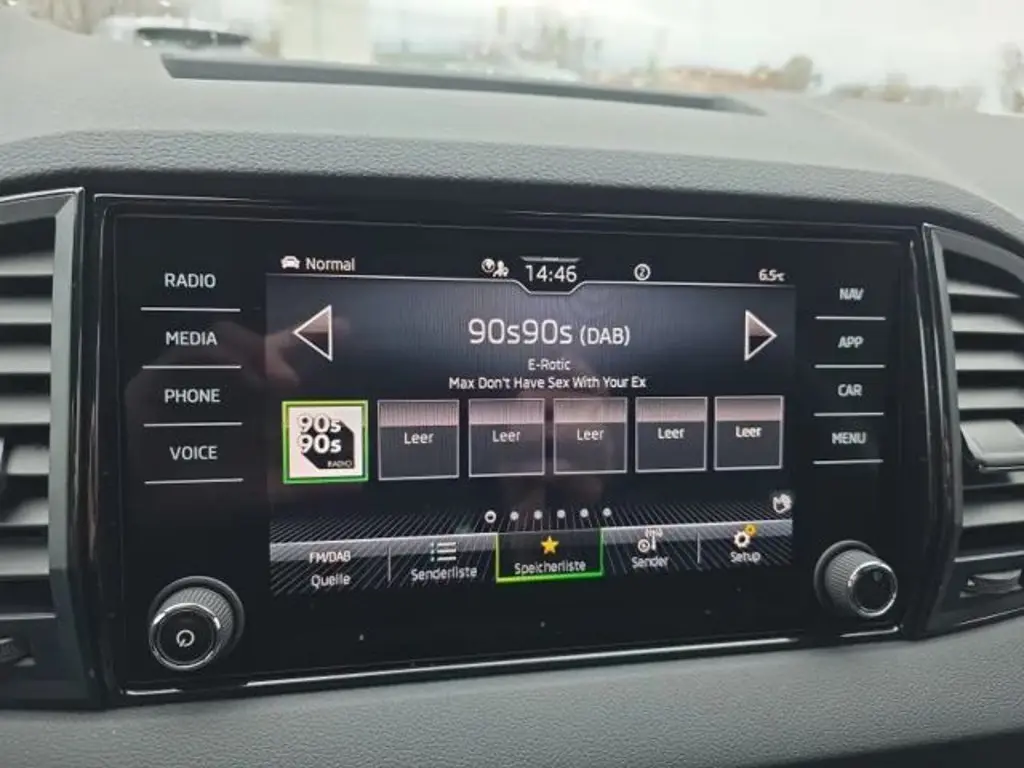 Normal
14:46
2
6.5°C
RADIO
MEDIA
PHONE
VOICE
90s90s (DAB)
E-Rotic
Max Don't Have Sex With Your Ex
90s
90s
RADIO
Leer
Leer
Leer
Leer
Leer
FM/DAB
Quelle
Senderliste
Speicherliste
Sender
Setup
NAV
APP
CAR
MENU